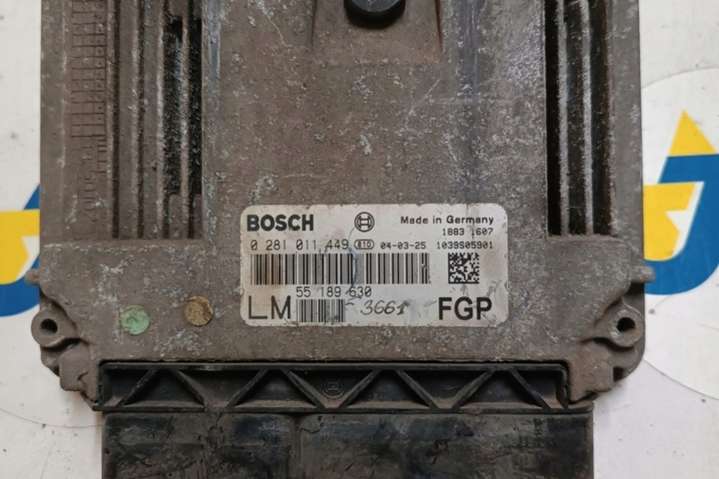 BOSCH Made in Germany
1883 1607
0 281 011 449 B10 04-03-25 1039S05901
55 189 630
LM 3661 FGP